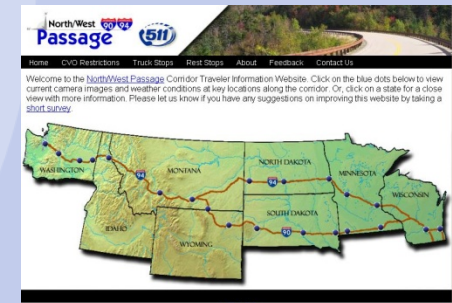 North/West 90 94
Passage
511
Home CVO Restrictions Truck Stops Rest Stops About Feedback Contact Us
Welcome to the North/West Passage Corridor Traveler Information Website. Click on the blue dots below to view
current camera images and weather conditions at key locations along the corridor. Or, click on a state for a close
view with more information. Please let us know if you have any suggestions on improving this website by taking a
short survey.
WASHINGTON
MONTANA
NORTH DAKOTA
MINNESOTA
WISCONSIN
94
94
SOUTH DAKOTA
IDAHO
90
WYOMING